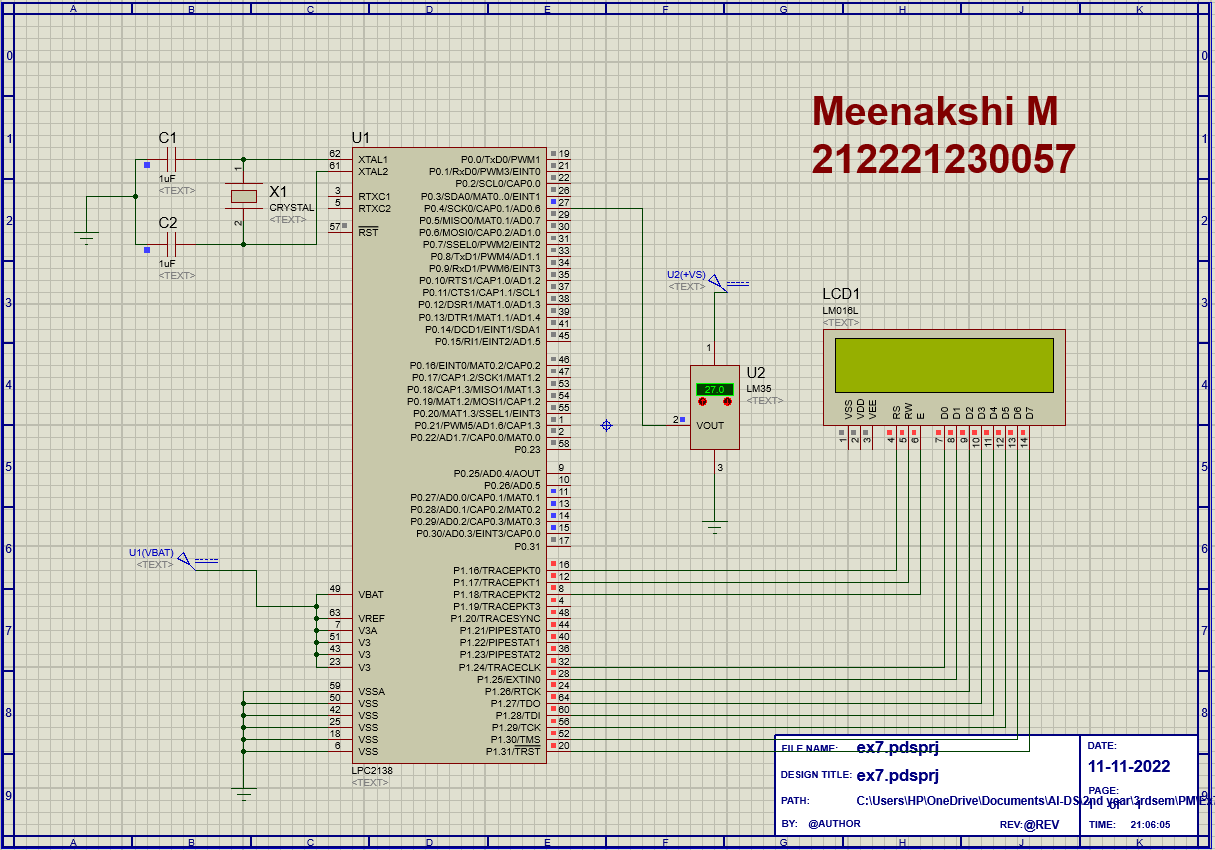 A B C D E F G H J K
0 0
Meenakshi M
212221230057
1 1
C1
1uF
<TEXT>
C2
1uF
<TEXT>
1
2
X1
CRYSTAL
<TEXT>
2 2
U1
62 XTAL1
61 XTAL2
3 RTXC1
5 RTXC2
57 RST
P0.0/TxD0/PWM1 19
P0.1/RxD0/PWM3/EINT0 21
P0.2/SCL0/CAP0.0 22
P0.3/SDA0/MAT0..0/EINT1 26
P0.4/SCK0/CAP0.1/AD0.6 27
P0.5/MISO0/MAT0.1/AD0.7 29
P0.6/MOSI0/CAP0.2/AD1.0 30
P0.7/SSEL0/PWM2/EINT2 31
P0.8/TxD1/PWM4/AD1.1 33
P0.9/RxD1/PWM6/EINT3 34
P0.10/RTS1/CAP1.0/AD1.2 35
P0.11/CTS1/CAP1.1/SCL1 37
P0.12/DSR1/MAT1.0/AD1.3 38
P0.13/DTR1/MAT1.1/AD1.4 39
P0.14/DCD1/EINT1/SDA1 41
P0.15/RI1/EINT2/AD1.5 45
P0.16/EINT0/MAT0.2/CAP0.2 46
P0.17/CAP1.2/SCK1/MAT1.2 47
P0.18/CAP1.3/MISO1/MAT1.3 53
P0.19/MAT1.2/MOSI1/CAP1.2 54
P0.20/MAT1.3/SSEL1/EINT3 55
P0.21/PWM5/AD1.6/CAP1.3 1
P0.22/AD1.7/CAP0.0/MAT0.0 2
P0.23 58
P0.25/AD0.4/AOUT 9
P0.26/AD0.5 10
P0.27/AD0.0/CAP0.1/MAT0.1 11
P0.28/AD0.1/CAP0.2/MAT0.2 13
P0.29/AD0.2/CAP0.3/MAT0.3 14
P0.30/AD0.3/EINT3/CAP0.0 15
P0.31 17
P1.16/TRACEPKT0 16
P1.17/TRACEPKT1 12
P1.18/TRACEPKT2 8
P1.19/TRACEPKT3 4
P1.20/TRACESYNC 48
P1.21/PIPESTAT0 44
P1.22/PIPESTAT1 40
P1.23/PIPESTAT2 36
P1.24/TRACECLK 32
P1.25/EXTIN0 28
P1.26/RTCK 24
P1.27/TDO 64
P1.28/TDI 60
P1.29/TCK 56
P1.30/TMS 52
P1.31/TRST 20
U1(VBAT)
<TEXT>
49 VBAT
63 VREF
7 V3A
51 V3
43 V3
23 V3
59 VSSA
50 VSS
42 VSS
25 VSS
18 VSS
6 VSS
LPC2138
<TEXT>
U2(+VS)
<TEXT>
1
U2
27.0
LM35
<TEXT>
2 VOUT
3
LCD1
LM016L
<TEXT>
VSS VDD VEE RS RW E D0 D1 D2 D3 D4 D5 D6 D7
1 2 3 4 5 6 7 8 9 10 11 12 13 14
3 3
4 4
5 5
6 6
7 7
8 8
9 9
FILE NAME: ex7.pdsprj
DESIGN TITLE: ex7.pdsprj
PATH: C:\Users\HP\OneDrive\Documents\AI-DS\2nd year\3rdsem\PM\Ex
BY: @AUTHOR
REV:@REV
DATE:
11-11-2022
PAGE:
TIME: 21:06:05
A B C D E F G H J K